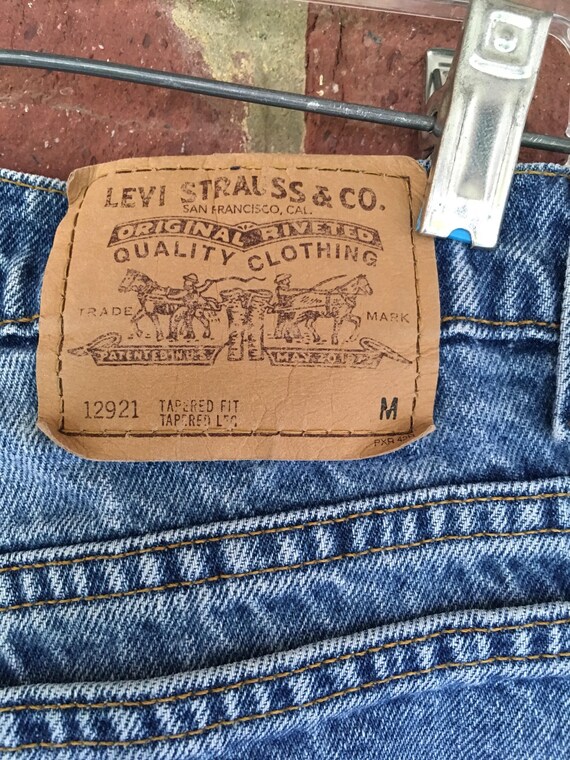 LEVI STRAUSS & CO.
SAN FRANCISCO, CAL.
ORIGINAL RIVETED
QUALITY CLOTHING
TRADE MARK
PATENTED IN U.S. MAY 20 1873
12921 TAPERED FIT M
TAPERED LEG